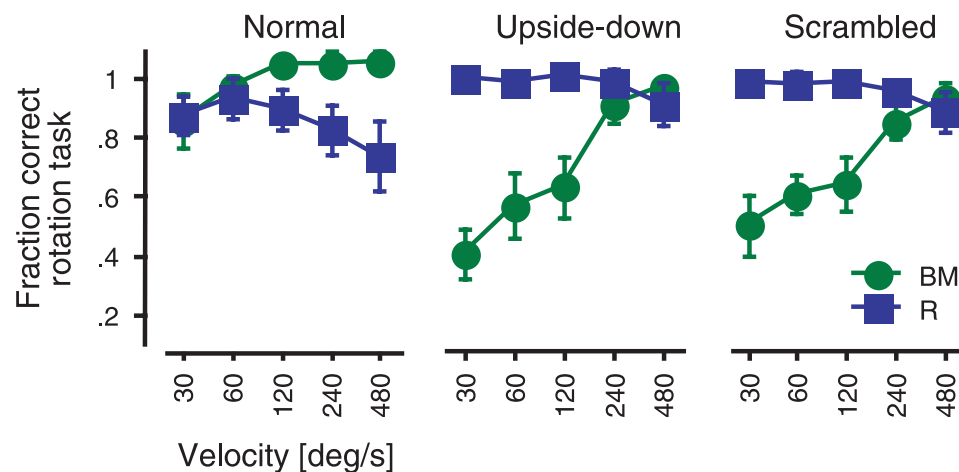 Normal
Upside-down
Scrambled
Fraction correct
rotation task
1
.8
.6
.4
.2
BM
R
30 60 120 240 480
30 60 120 240 480
30 60 120 240 480
Velocity [deg/s]